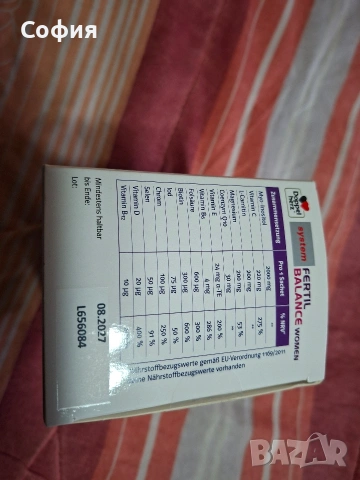 София
Doppel herz
system
FERTIL
BALANCE WOMEN
Zusammensetzung Pro 1 Sachet % NRV*
Myo Inositol 2000 mg -
Vitamin C 220 mg 275 %
L-Carnitin 200 mg -
Magnesium 200 mg 53 %
Coenzym Q10 30 mg -
Vitamin E 24 mg α-TE 200 %
Vitamin B6 mg 286 %
Folsäure 600 µg 300 %
Biotin 300 µg 600 %
Iod 75 µg 50 %
Chrom 100 µg 250 %
Selen 50 µg 91 %
Vitamin D 20 µg 400 %
Vitamin B12 10 µg
Nährstoffbezugswerte gemäß EU-Verordnung 1169/2011
Nährstoffbezugswerte vorhanden
Mindestens haltbar
bis Ende: 08.2027
Lot: L656084
BAZAR